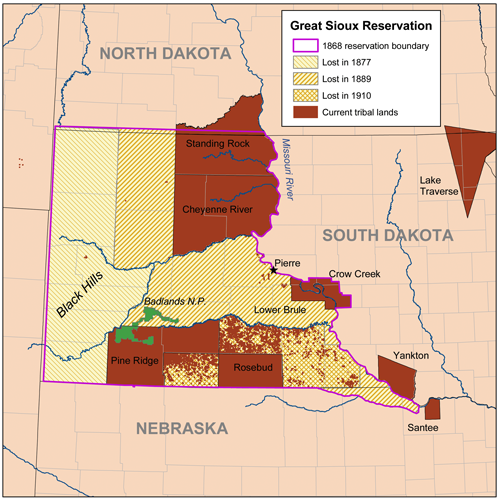 Great Sioux Reservation
1868 reservation boundary
Lost in 1877
Lost in 1889
Lost in 1910
Current tribal lands
NORTH DAKOTA
Standing Rock
Missouri River
Lake
Traverse
Cheyenne River
SOUTH DAKOTA
Pierre
Crow Creek
Black Hills
Badlands N.P.
Lower Brule
Pine Ridge
Rosebud
Yankton
Santee
NEBRASKA